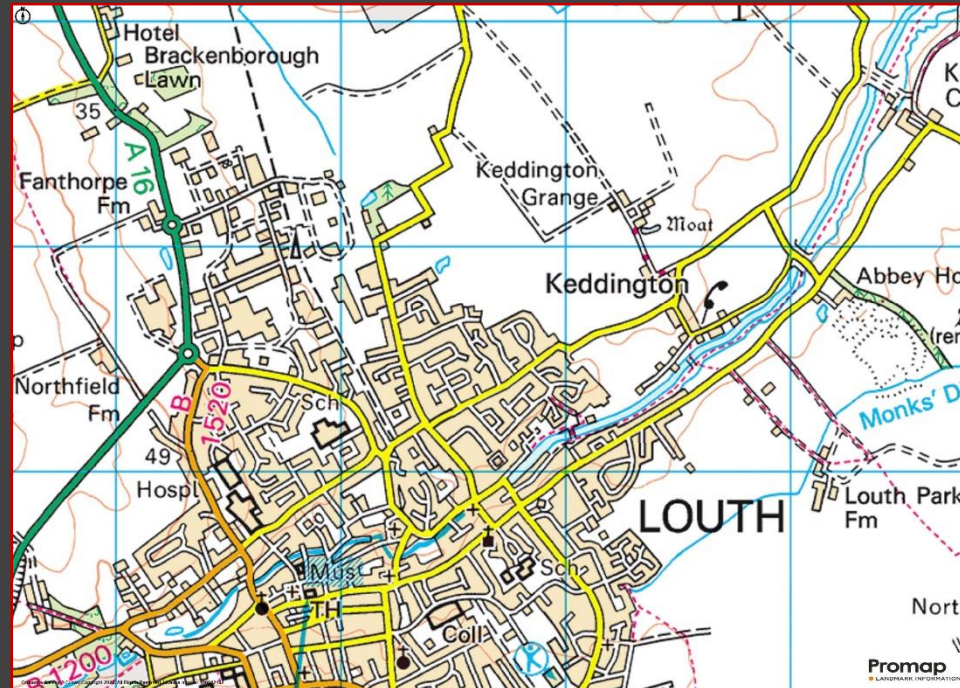 Hotel
Brackenborough
Lawn
35
A 16
Fanthorpe
Fm
Keddington
Grange
Moat
Keddington
Abbey Ho
Northfield
Fm
B 1520
Sch
Monks' D
49
Hospl
LOUTH
Louth Park
Fm
Mus
Sch
TH
Coll
Nort
1200
Promap
LANDMARK INFORMATION